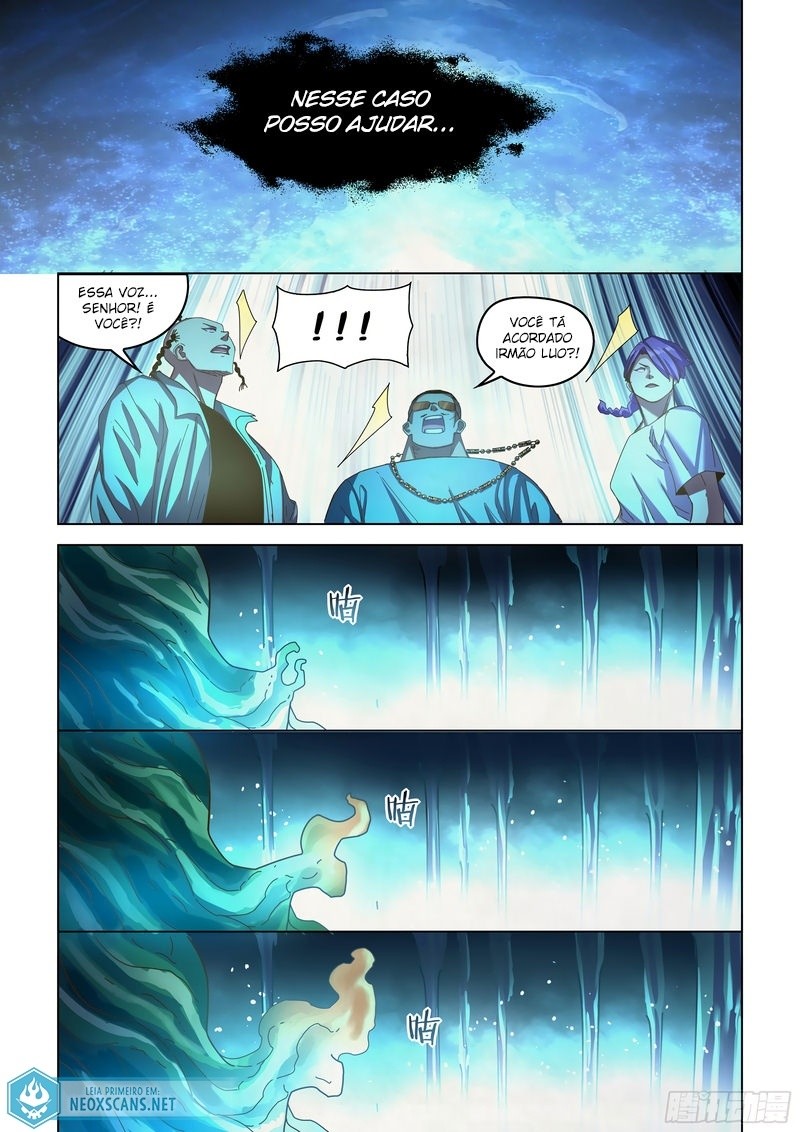 NESSE CASO
POSSO AJUDAR...
ESSA VOZ...
SENHOR! É
VOCÊ?!
!!!
VOCÊ TÁ
ACORDADO
IRMÃO LUO?!
咕
咕
咕
LEIA PRIMEIRO EM:
NEOXSCANS.NET
腾讯动漫